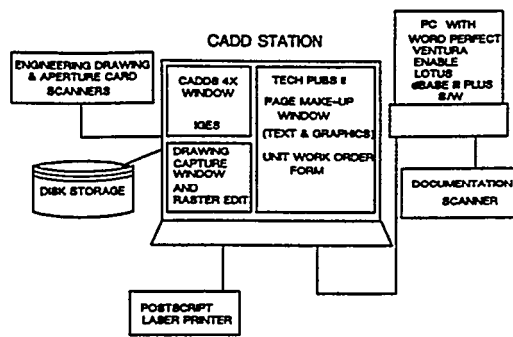 CADD STATION
ENGINEERING DRAWING
& APERTURE CARD
SCANNERS
DISK STORAGE
CADDS 4X
WINDOW
IGES
DRAWING
CAPTURE
WINDOW
AND
RASTER EDIT
TECH PUBS II
PAGE MAKE-UP
WINDOW
(TEXT & GRAPHICS)
UNIT WORK ORDER
FORM
PC WITH
WORD PERFECT
VENTURA
ENABLE
LOTUS
dBASE III PLUS
S/W
DOCUMENTATION
SCANNER
POSTSCRIPT
LASER PRINTER